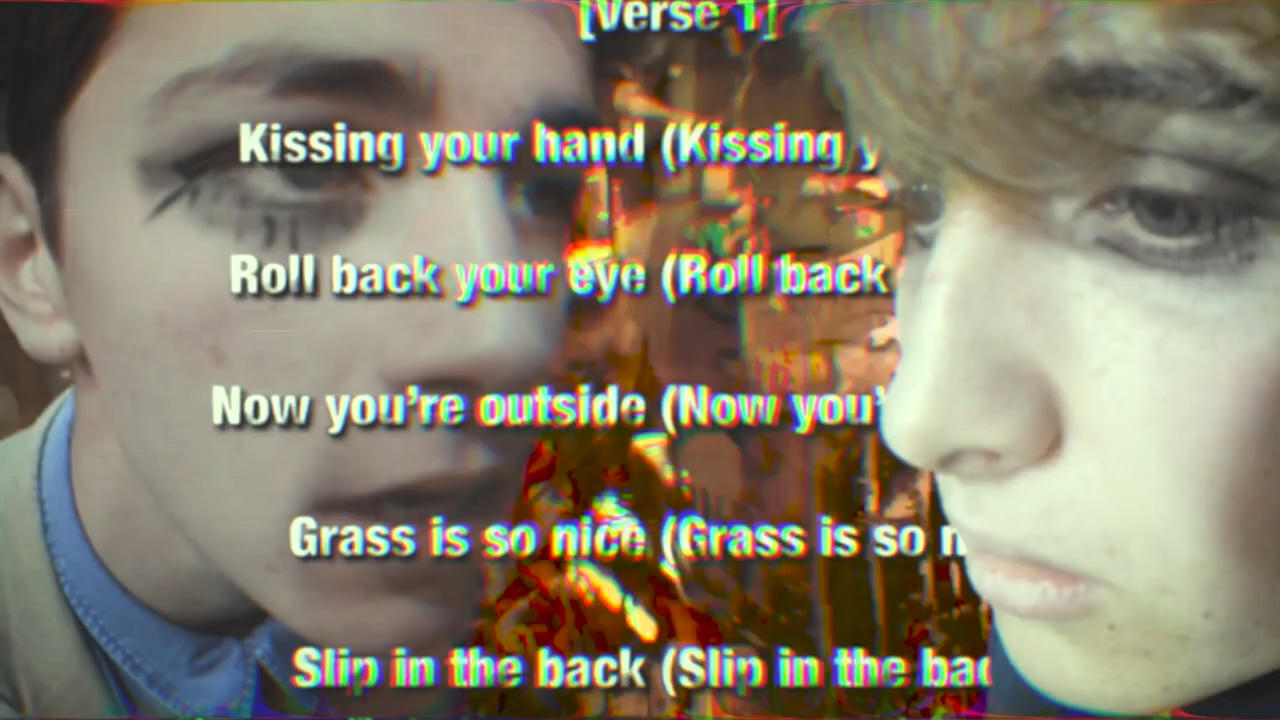 [Verse 1]
Kissing your hand (Kissing y
Roll back your eye (Roll back
Now you're outside (Now you'
Grass is so nice (Grass is so n
Slip in the back (Slip in the bac